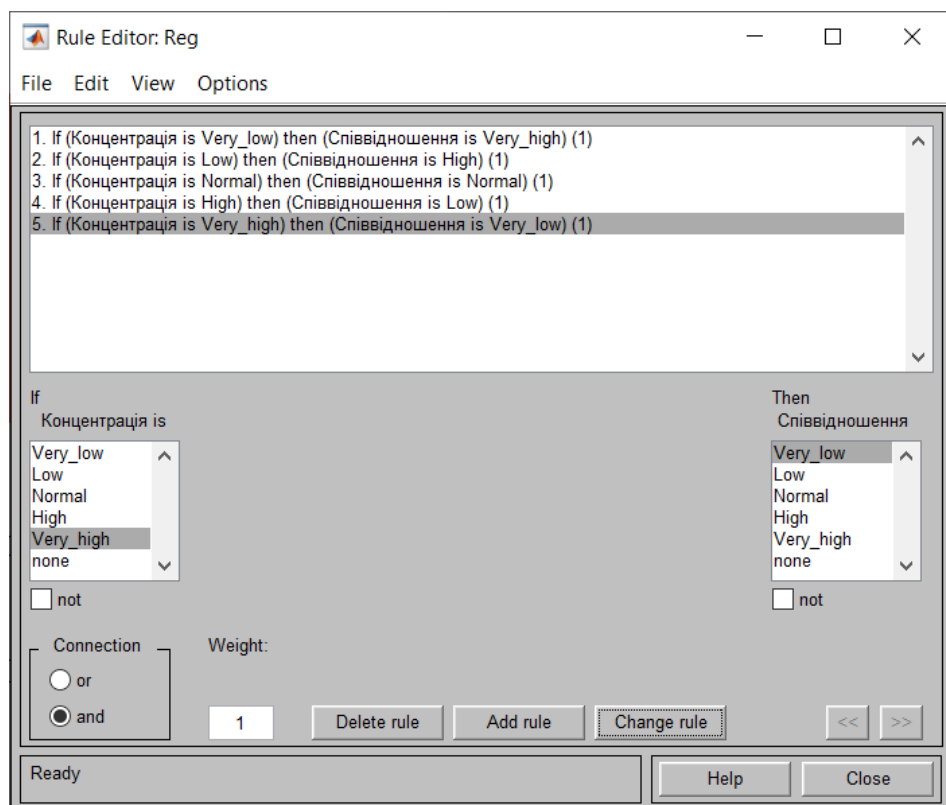 Rule Editor: Reg
File Edit View Options
1. If (Концентрація is Very_low) then (Співвідношення is Very_high) (1)
2. If (Концентрація is Low) then (Співвідношення is High) (1)
3. If (Концентрація is Normal) then (Співвідношення is Normal) (1)
4. If (Концентрація is High) then (Співвідношення is Low) (1)
5. If (Концентрація is Very_high) then (Співвідношення is Very_low) (1)
If
Концентрація is
Very_low
Low
Normal
High
Very_high
none
not
Then
Співвідношення
Very_low
Low
Normal
High
Very_high
none
not
Connection
or
and
Weight:
1
Delete rule
Add rule
Change rule
<< >>
Ready
Help
Close